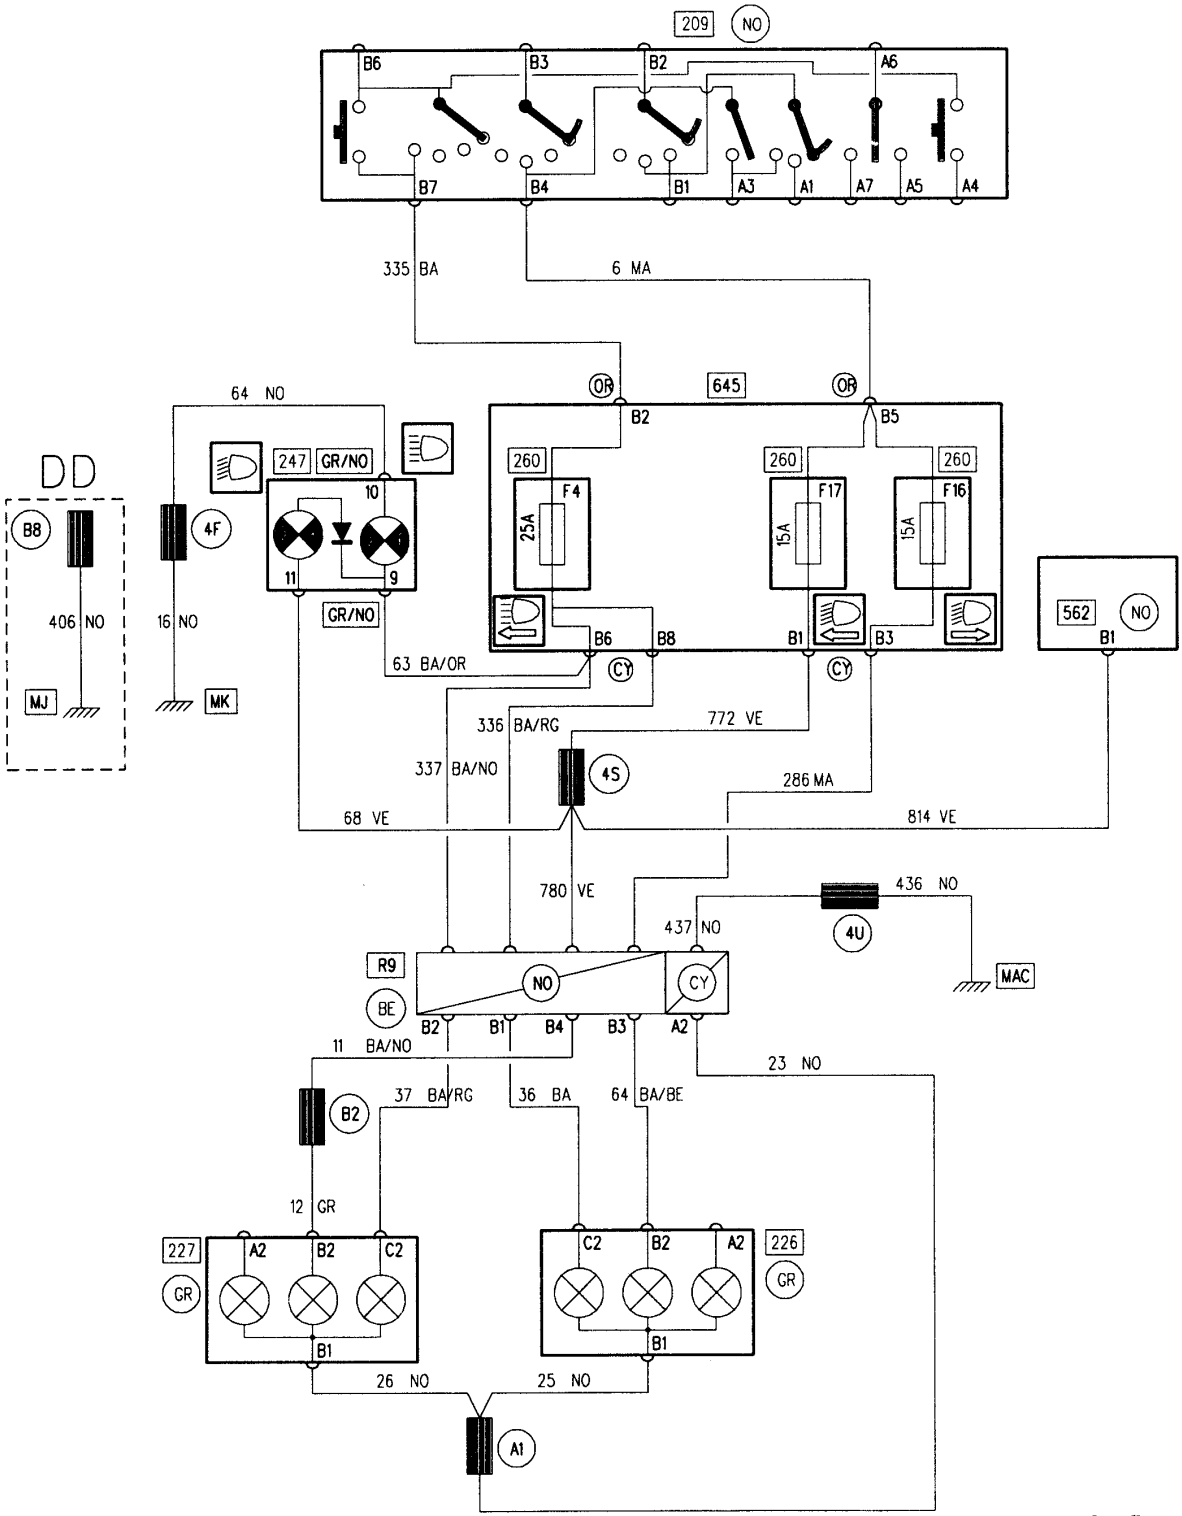 209 NO
B6 B3 B2 A6
B7 B4 B1 A3 A1 A7 A5 A4
335 BA
6 MA
64 NO
OR 645 OR
B2 B5
247 GR/NO
260 260 260
DD
10
F4 F17 F16
25A 15A 15A
B8 4F
11 9
GR/NO
406 NO
16 NO
562 NO
B1
B6 B8 B1 B3
63 BA/OR
CY CY
MJ MK
336 BA/RG
772 VE
337 BA/NO
4S
286 MA
68 VE
814 VE
780 VE
436 NO
437 NO
4U
R9 NO CY
MAC
BE
B2 B1 B4 B3 A2
11 BA/NO
23 NO
37 BA/RG
36 BA
64 BA/BE
B2
12 GR
227 A2 B2 C2
C2 B2 A2 226
GR GR
B1 B1
26 NO
25 NO
A1